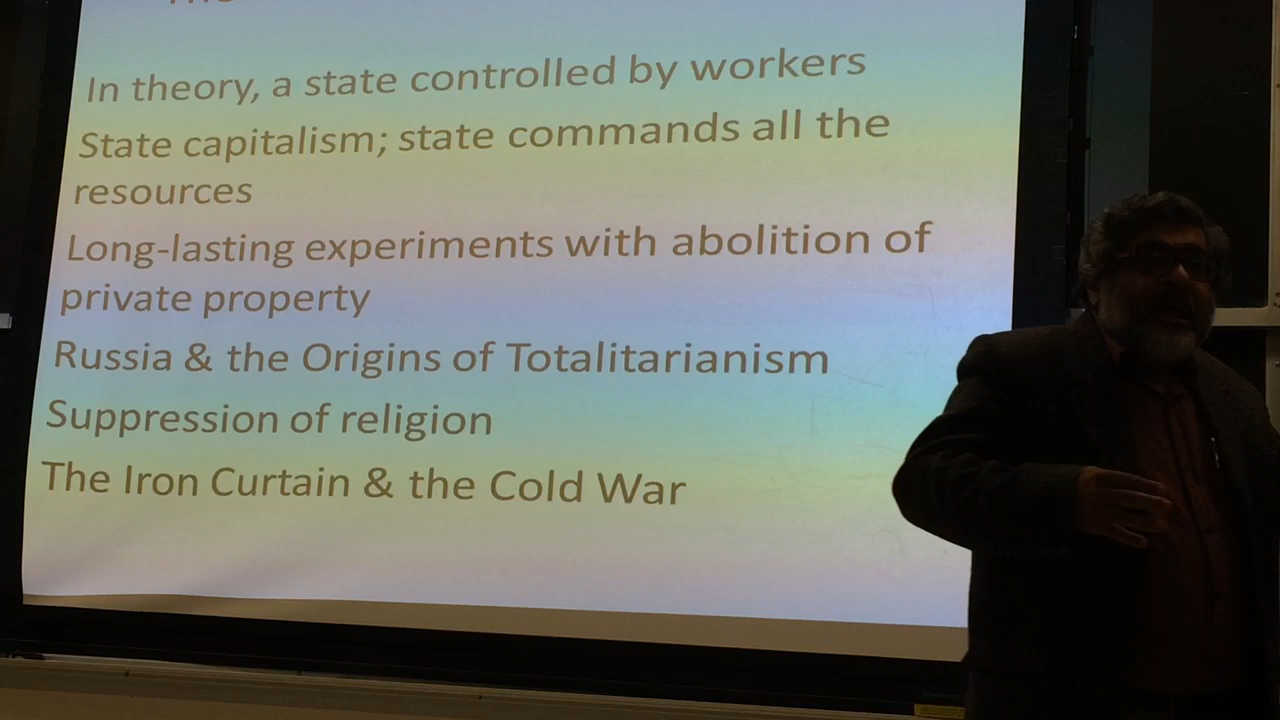 In theory, a state controlled by workers
State capitalism; state commands all the
resources
Long-lasting experiments with abolition of
private property
Russia & the Origins of Totalitarianism
Suppression of religion
The Iron Curtain & the Cold War